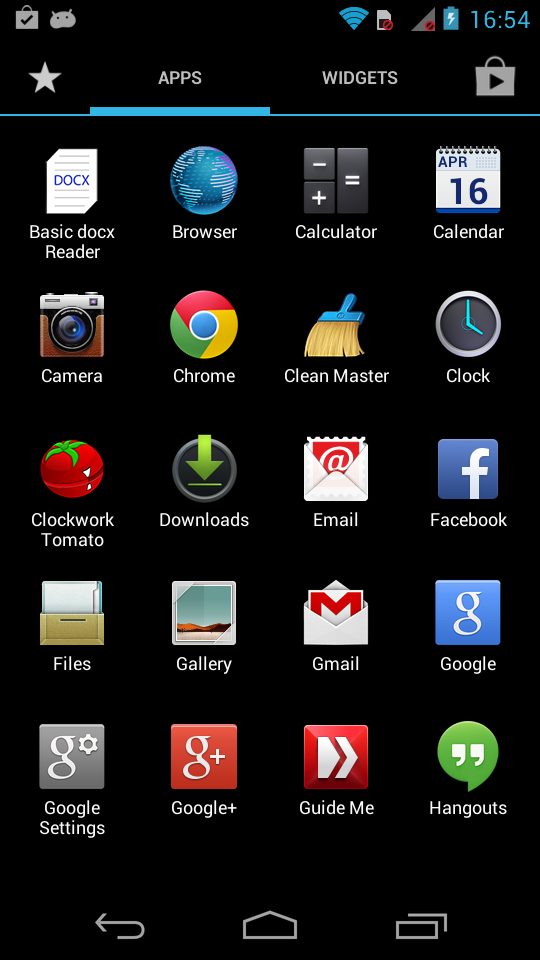 16:54
APPS WIDGETS
DOCX
APR
16
Basic docx Reader
Browser
Calculator
Calendar
Camera
Chrome
Clean Master
Clock
@
Clockwork Tomato
Downloads
Email
f
Facebook
g
Files
Gallery
Gmail
Google
g
g+
Google Settings
Google+
Guide Me
Hangouts